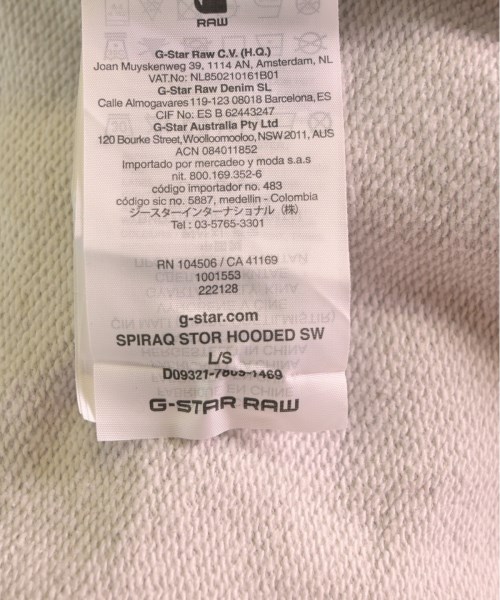 RAW
G-Star Raw C.V. (H.Q.)
Joan Muyskenweg 39, 1114 AN, Amsterdam, NL
VAT.No: NL850210161B01
G-Star Raw Denim SL
Calle Almogavares 119-123 08018 Barcelona, ES
CIF No: ES B 62443247
G-Star Australia Pty Ltd
120 Bourke Street, Woolloomooloo, NSW 2011, AUS
ACN 084011852
Importado por mercadeo y moda s.a.s
nit. 800.169.352-6
código importador no. 483
código sic no. 5887, medellin - Colombia
ジースターインターナショナル (株)
Tel : 03-5765-3301
RN 104506 / CA 41169
1001553
222128
g-star.com
SPIRAQ STOR HOODED SW
L/S
D09321-7805-1469
G-STAR RAW